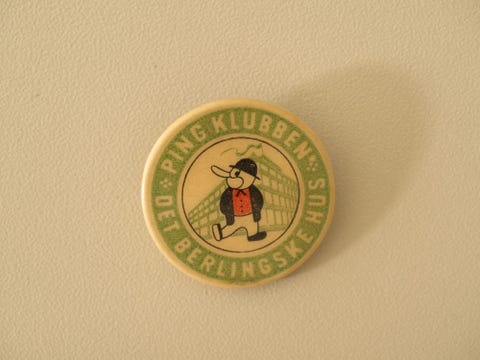 PING KLUBBEN
DET BERLINGSKE HUS